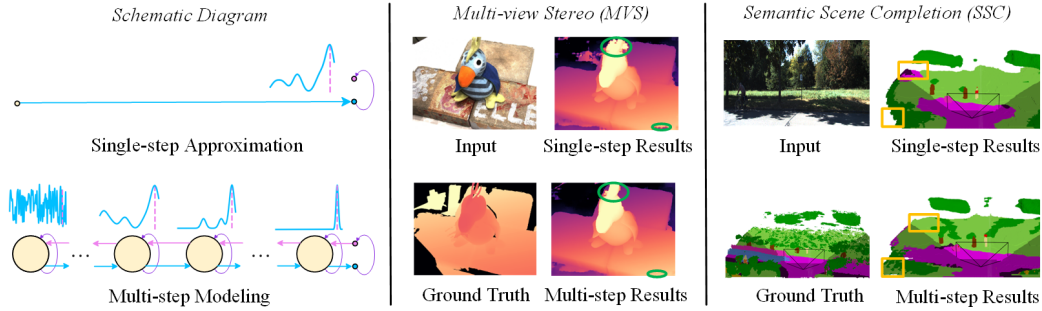 Schematic Diagram
Multi-view Stereo (MVS)
Semantic Scene Completion (SSC)
Single-step Approximation
Input
Single-step Results
Input
Single-step Results
ELLE
Multi-step Modeling
Ground Truth
Multi-step Results
Ground Truth
Multi-step Results